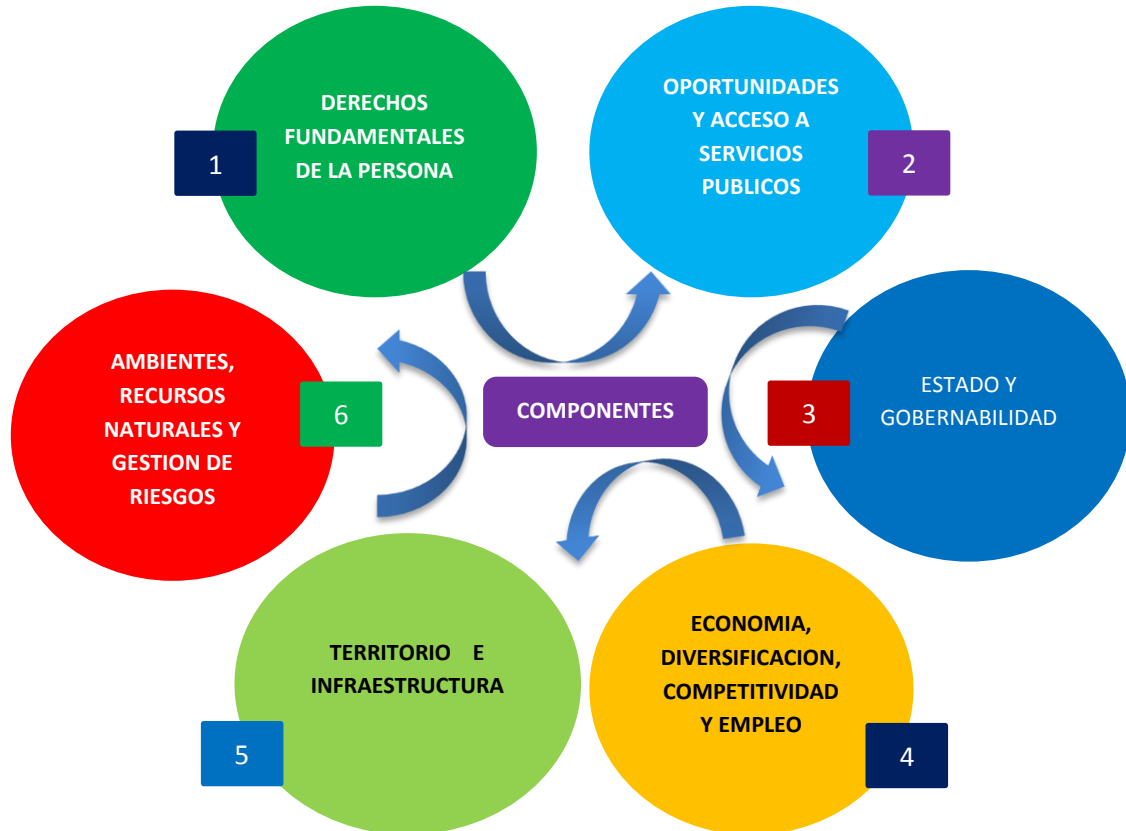 DERECHOS
FUNDAMENTALES
DE LA PERSONA
1
OPORTUNIDADES
Y ACCESO A
SERVICIOS
PUBLICOS
2
ESTADO Y
GOBERNABILIDAD
3
COMPONENTES
ECONOMIA,
DIVERSIFICACION,
COMPETITIVIDAD
Y EMPLEO
4
TERRITORIO E
INFRAESTRUCTURA
5
AMBIENTES,
RECURSOS
NATURALES Y
GESTION DE
RIESGOS
6